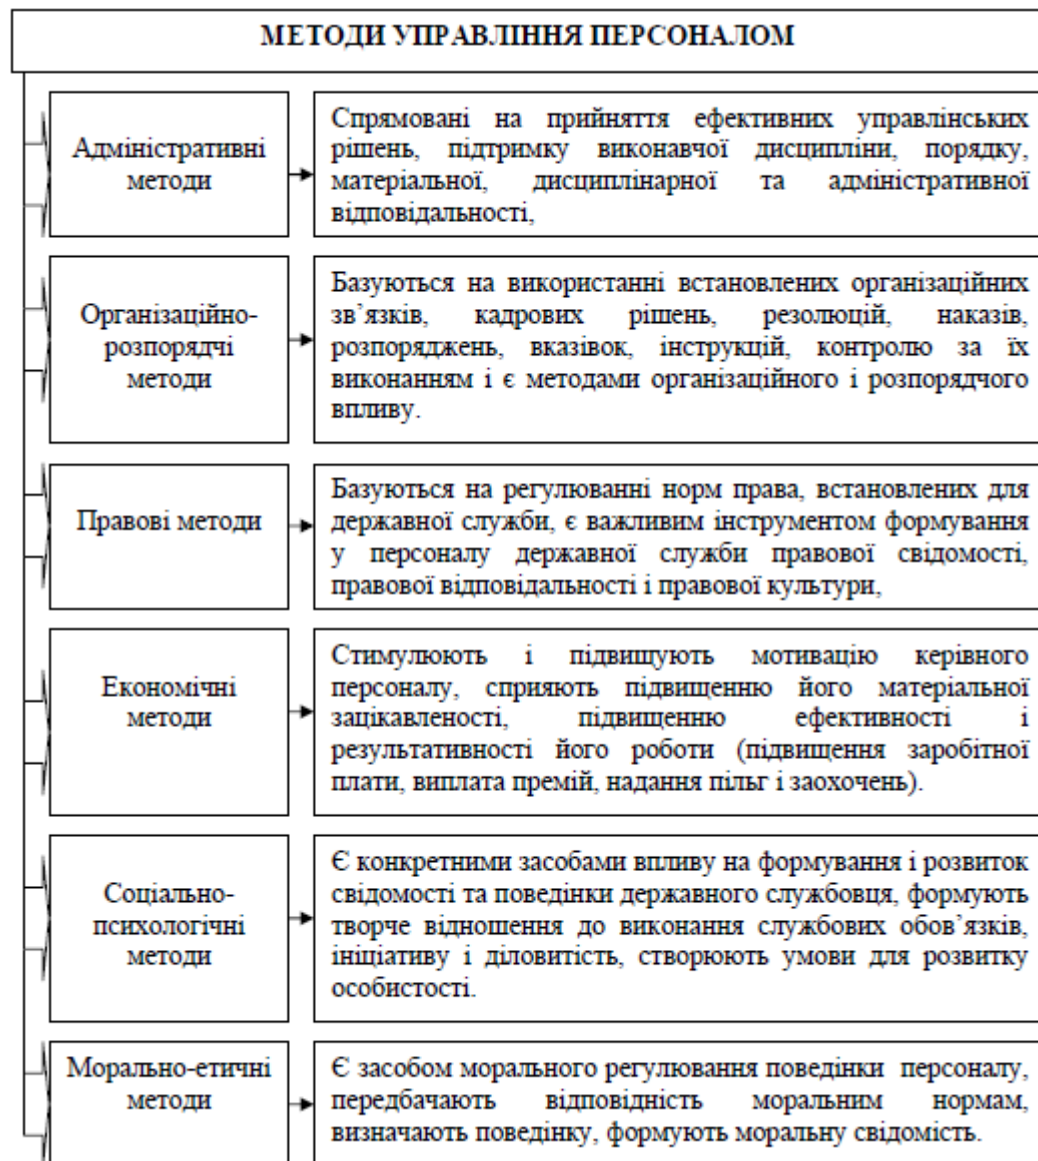 МЕТОДИ УПРАВЛІННЯ ПЕРСОНАЛОМ
Адміністративні
методи
Спрямовані на прийняття ефективних управлінських
рішень, підтримку виконавчої дисципліни, порядку,
матеріальної, дисциплінарної та адміністративної
відповідальності,
Організаційно-
розпорядчі
методи
Базуються на використанні встановлених організаційних
зв’язків, кадрових рішень, резолюцій, наказів,
розпоряджень, вказівок, інструкцій, контролю за їх
виконанням і є методами організаційного і розпорядчого
впливу.
Правові методи
Базуються на регулюванні норм права, встановлених для
державної служби, є важливим інструментом формування
у персоналу державної служби правової свідомості,
правової відповідальності і правової культури,
Економічні
методи
Стимулюють і підвищують мотивацію керівного
персоналу, сприяють підвищенню його матеріальної
зацікавленості, підвищенню ефективності і
результативності його роботи (підвищення заробітної
плати, виплата премій, надання пільг і заохочень).
Соціально-
психологічні
методи
Є конкретними засобами впливу на формування і розвиток
свідомості та поведінки державного службовця, формують
творче відношення до виконання службових обов’язків,
ініціативу і діловитість, створюють умови для розвитку
особистості.
Морально-етичні
методи
Є засобом морального регулювання поведінки персоналу,
передбачають відповідність моральним нормам,
визначають поведінку, формують моральну свідомість.